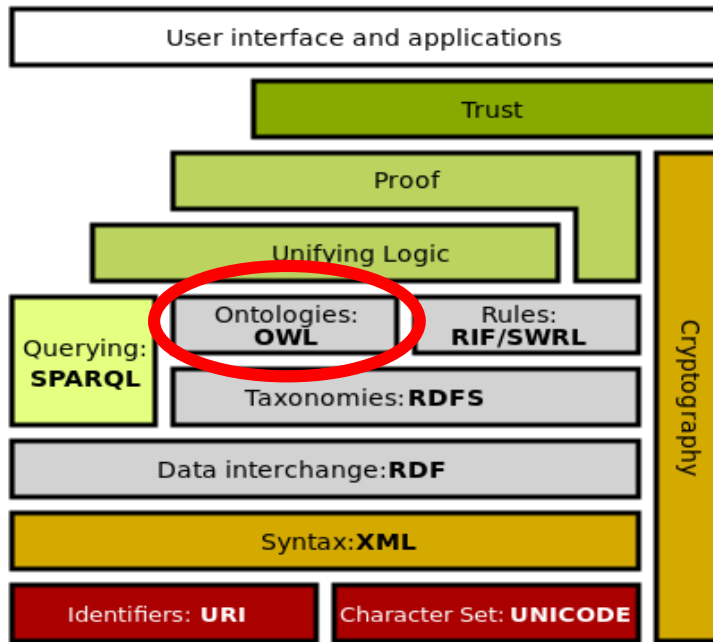 User interface and applications
Trust
Proof
Unifying Logic
Ontologies:
OWL
Rules:
RIF/SWRL
Querying:
SPARQL
Taxonomies: RDFS
Cryptography
Data interchange:RDF
Syntax:XML
Identifiers: URI
Character Set: UNICODE